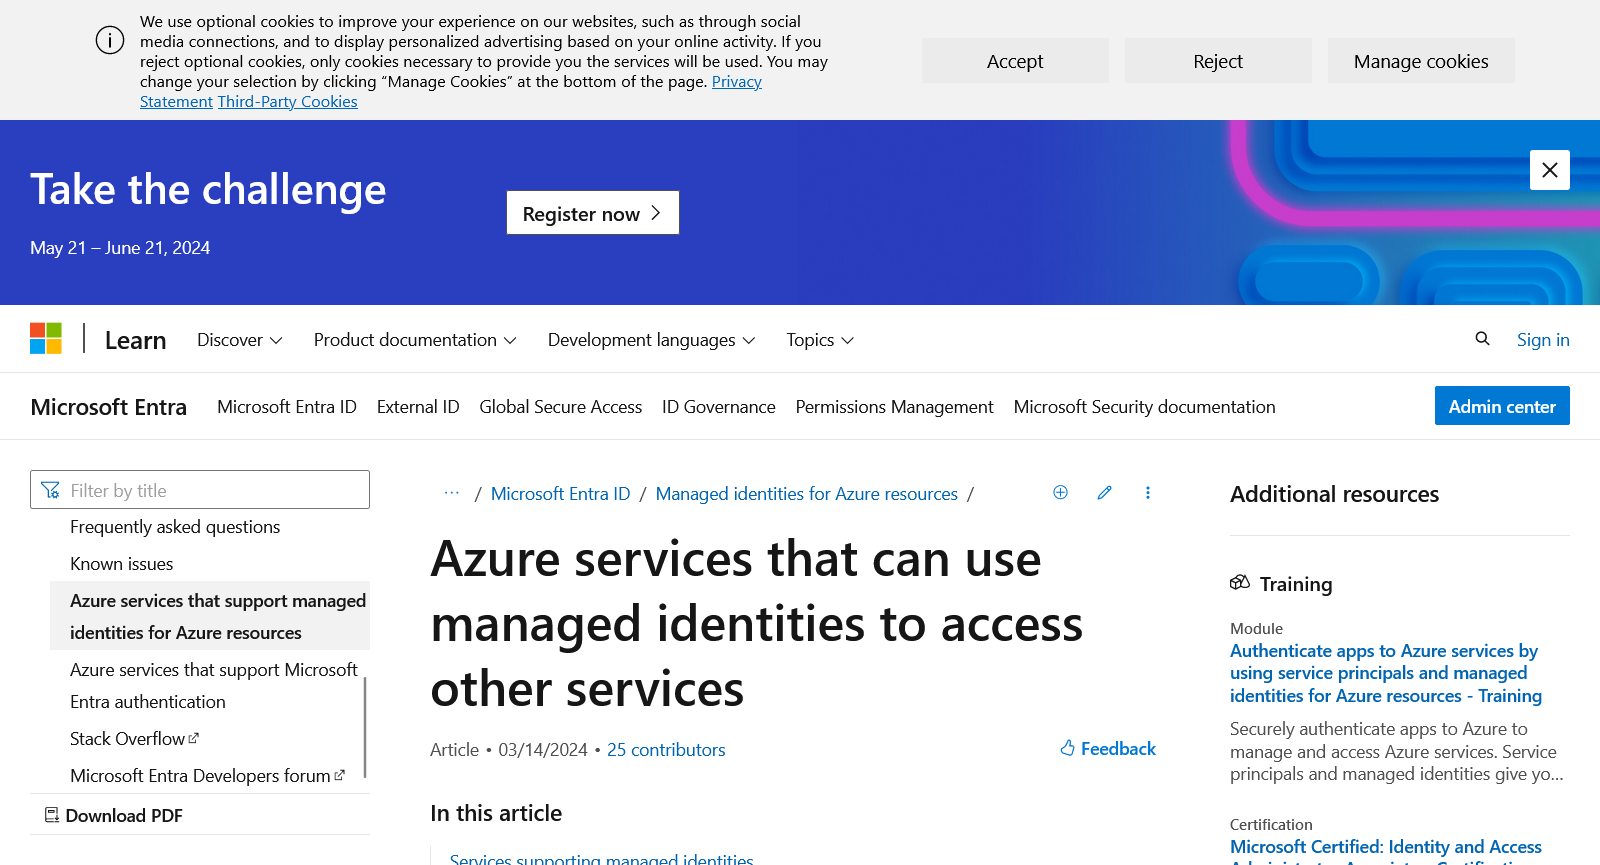 We use optional cookies to improve your experience on our websites, such as through social
media connections, and to display personalized advertising based on your online activity. If you
reject optional cookies, only cookies necessary to provide you the services will be used. You may
change your selection by clicking “Manage Cookies” at the bottom of the page. Privacy
Statement Third-Party Cookies
Accept
Reject
Manage cookies
Take the challenge
May 21 – June 21, 2024
Register now
Learn
Discover
Product documentation
Development languages
Topics
Sign in
Microsoft Entra
Microsoft Entra ID
External ID
Global Secure Access
ID Governance
Permissions Management
Microsoft Security documentation
Admin center
Filter by title
Frequently asked questions
Known issues
Azure services that support managed
identities for Azure resources
Azure services that support Microsoft
Entra authentication
Stack Overflow
Microsoft Entra Developers forum
Download PDF
... / Microsoft Entra ID / Managed identities for Azure resources /
Azure services that can use
managed identities to access
other services
Article • 03/14/2024 • 25 contributors
Feedback
In this article
Services supporting managed identities
Additional resources
Training
Module
Authenticate apps to Azure services by
using service principals and managed
identities for Azure resources - Training
Securely authenticate apps to Azure to
manage and access Azure services. Service
principals and managed identities give yo...
Certification
Microsoft Certified: Identity and Access